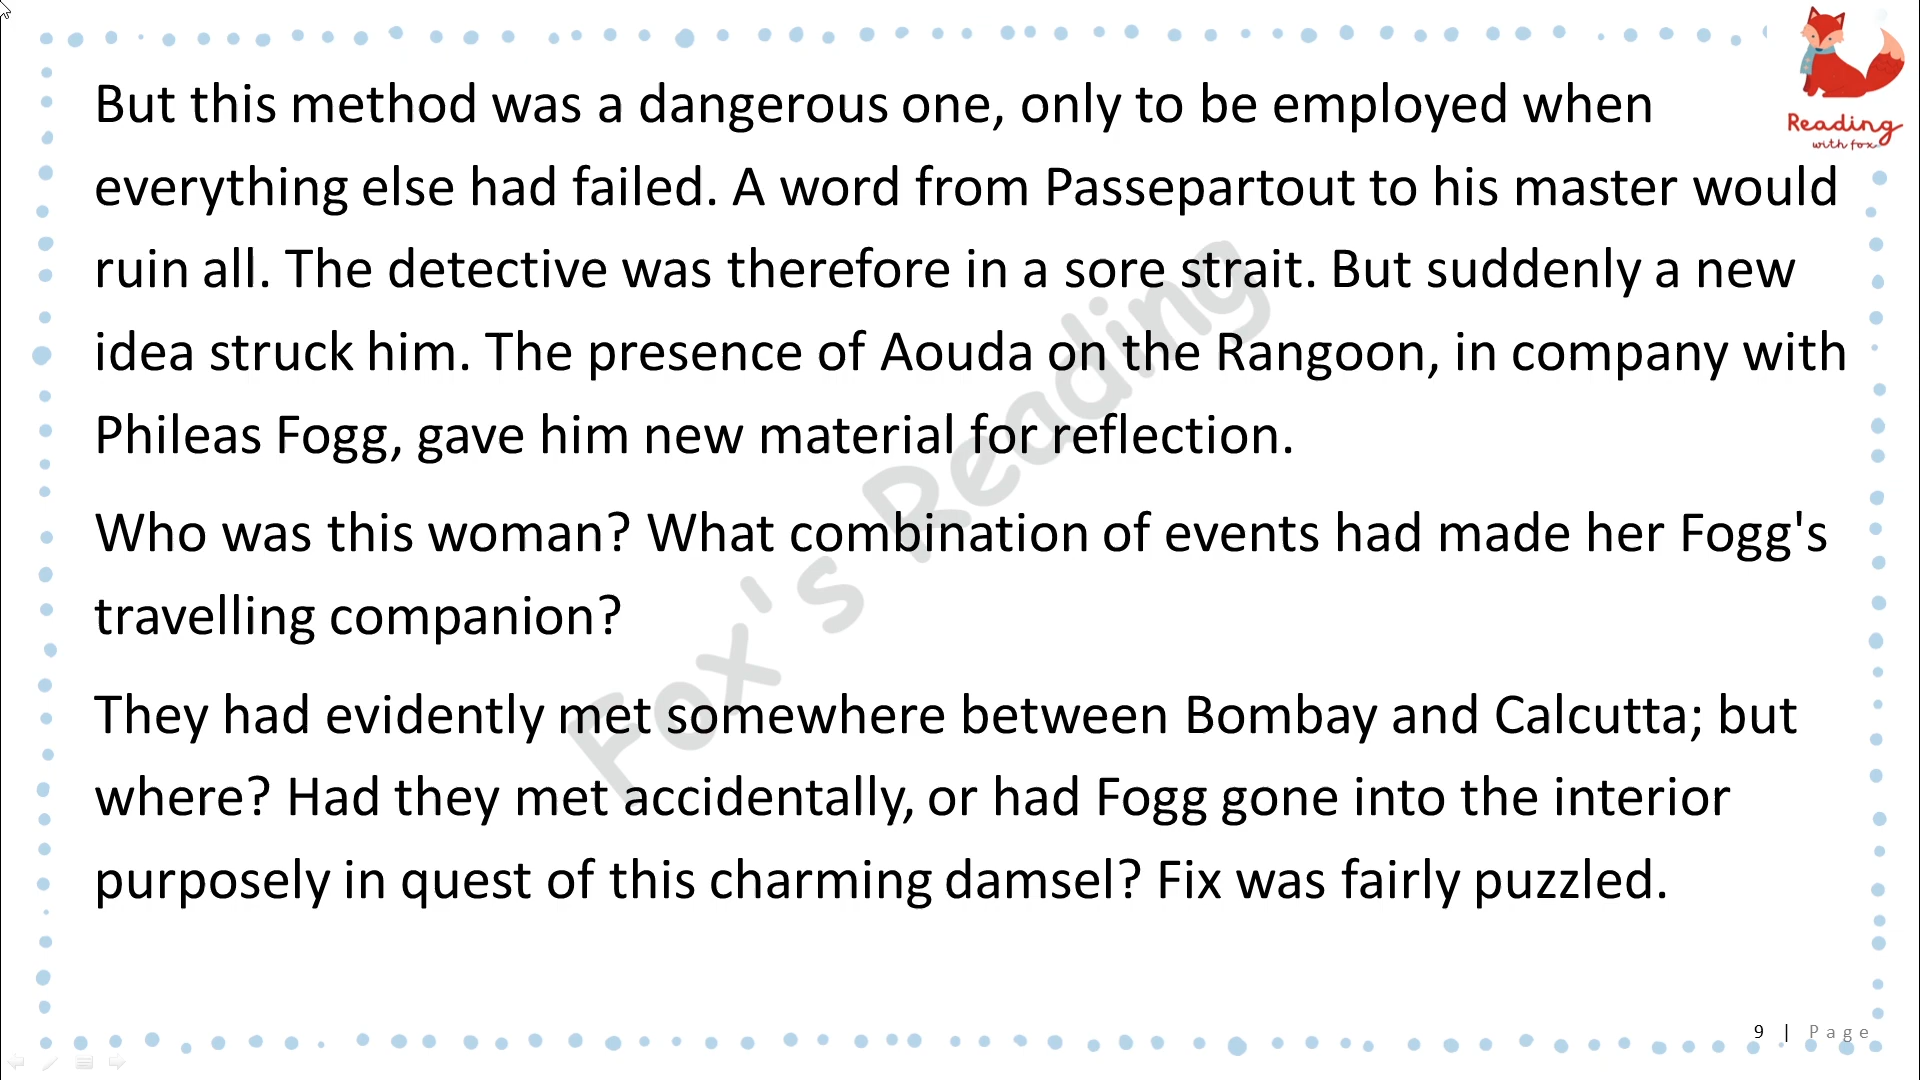 Reading
with fox
But this method was a dangerous one, only to be employed when
everything else had failed. A word from Passepartout to his master would
ruin all. The detective was therefore in a sore strait. But suddenly a new
idea struck him. The presence of Aouda on the Rangoon, in company with
Phileas Fogg, gave him new material for reflection.
Who was this woman? What combination of events had made her Fogg's
travelling companion?
They had evidently met somewhere between Bombay and Calcutta; but
where? Had they met accidentally, or had Fogg gone into the interior
purposely in quest of this charming damsel? Fix was fairly puzzled.
Fox's Reading
9 | Page